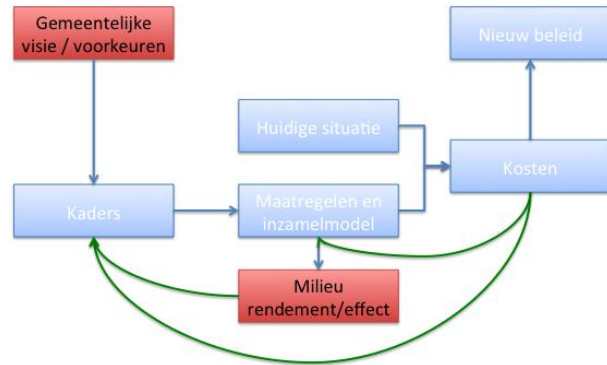 Gemeentelijke
visie / voorkeuren
Nieuw beleid
Huidige situatie
Kosten
Kaders
Maatregelen en
inzamelmodel
Milieu
rendement/effect